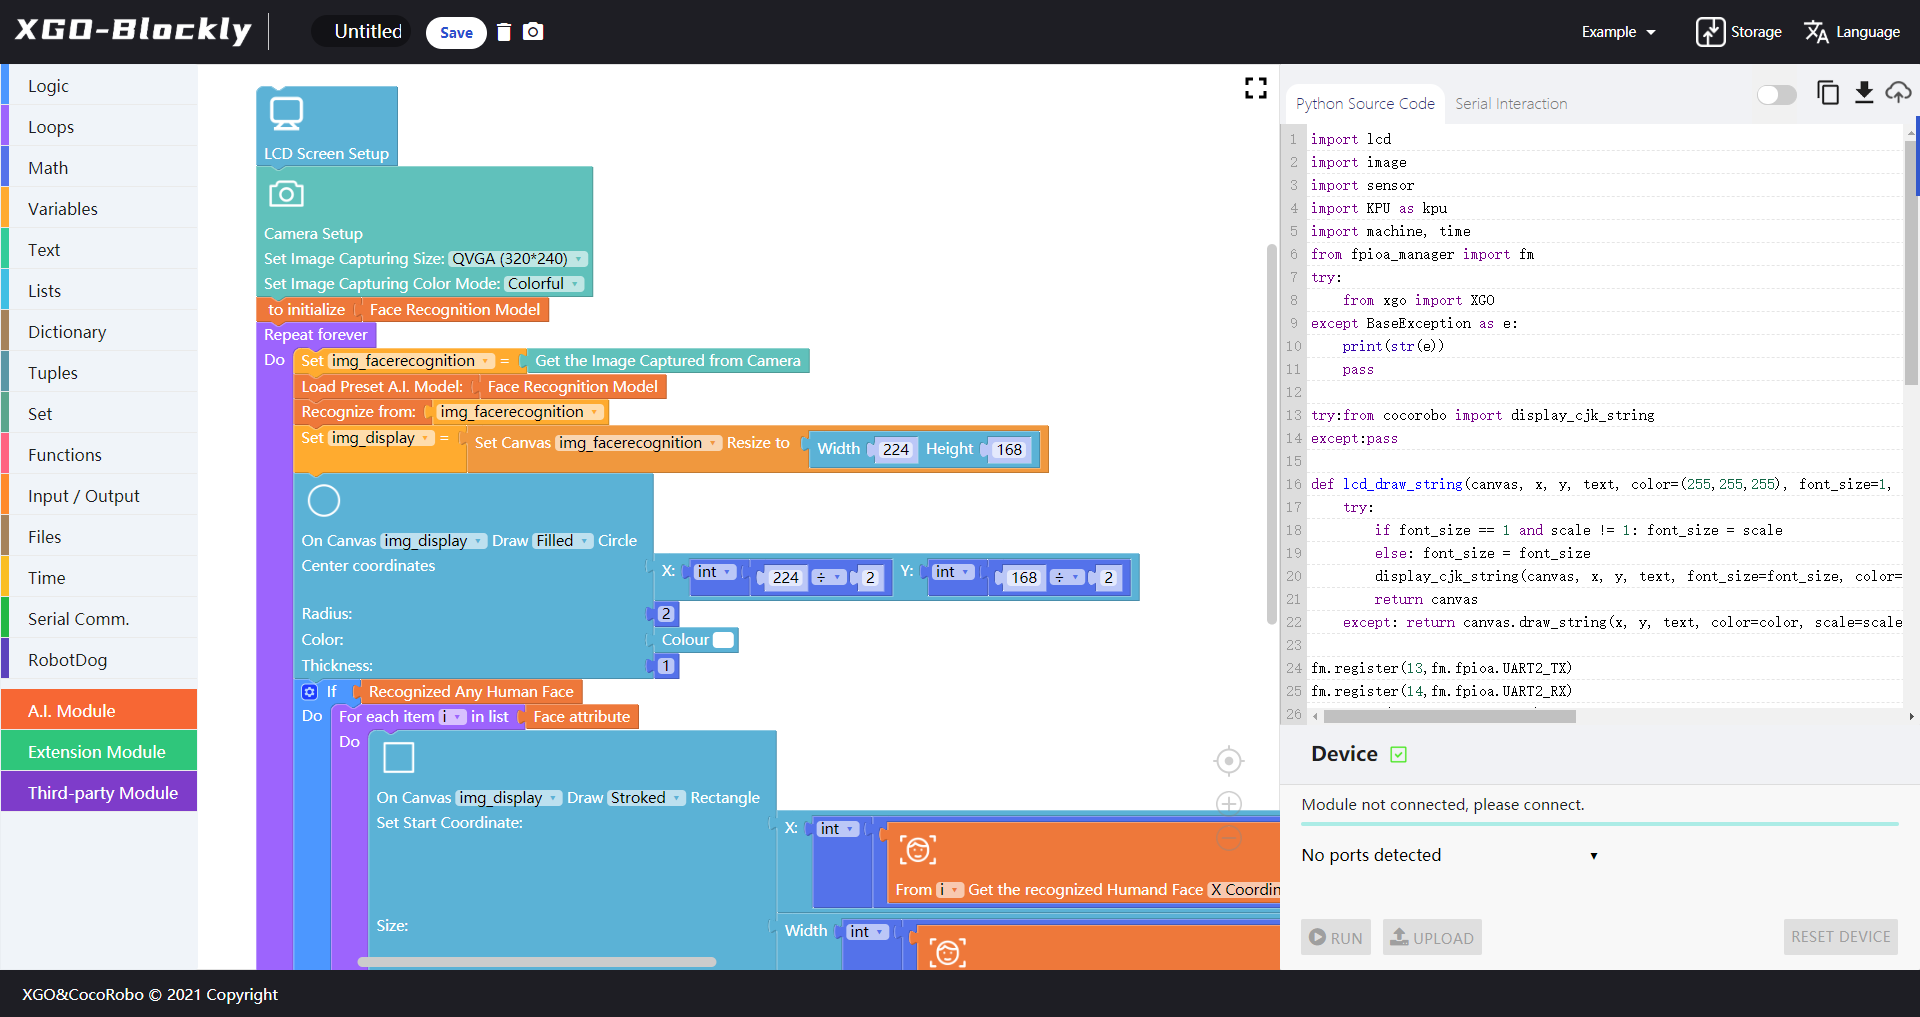 XGO-Blockly
Untitled
Save
Example
Storage
Language
Logic
Loops
Math
Variables
Text
Lists
Dictionary
Tuples
Set
Functions
Input / Output
Files
Time
Serial Comm.
RobotDog
A.I. Module
Extension Module
Third-party Module
LCD Screen Setup
Camera Setup
Set Image Capturing Size: QVGA (320*240)
Set Image Capturing Color Mode: Colorful
to initialize Face Recognition Model
Repeat forever
Do Set img_facerecognition = Get the Image Captured from Camera
Load Preset A.I. Model: Face Recognition Model
Recognize from: img_facerecognition
Set img_display = Set Canvas img_facerecognition Resize to Width 224 Height 168
On Canvas img_display Draw Filled Circle
Center coordinates X: int 224 ÷ 2 Y: int 168 ÷ 2
Radius: 2
Color: Colour
Thickness: 1
If Recognized Any Human Face
Do For each item i in list Face attribute
Do
On Canvas img_display Draw Stroked Rectangle
Set Start Coordinate: X: int
From i Get the recognized Humand Face X Coordin
Size: Width int
Python Source Code
Serial Interaction
1 import lcd
2 import image
3 import sensor
4 import KPU as kpu
5 import machine, time
6 from fpioa_manager import fm
7 try:
8 from xgo import XGO
9 except BaseException as e:
10 print(str(e))
11 pass
12
13 try:from cocorobo import display_cjk_string
14 except:pass
15
16 def lcd_draw_string(canvas, x, y, text, color=(255,255,255), font_size=1,
17 try:
18 if font_size == 1 and scale != 1: font_size = scale
19 else: font_size = font_size
20 display_cjk_string(canvas, x, y, text, font_size=font_size, color=
21 return canvas
22 except: return canvas.draw_string(x, y, text, color=color, scale=scale
23
24 fm.register(13,fm.fpioa.UART2_TX)
25 fm.register(14,fm.fpioa.UART2_RX)
26
Device
Module not connected, please connect.
No ports detected
RUN
UPLOAD
RESET DEVICE
XGO&CocoRobo © 2021 Copyright